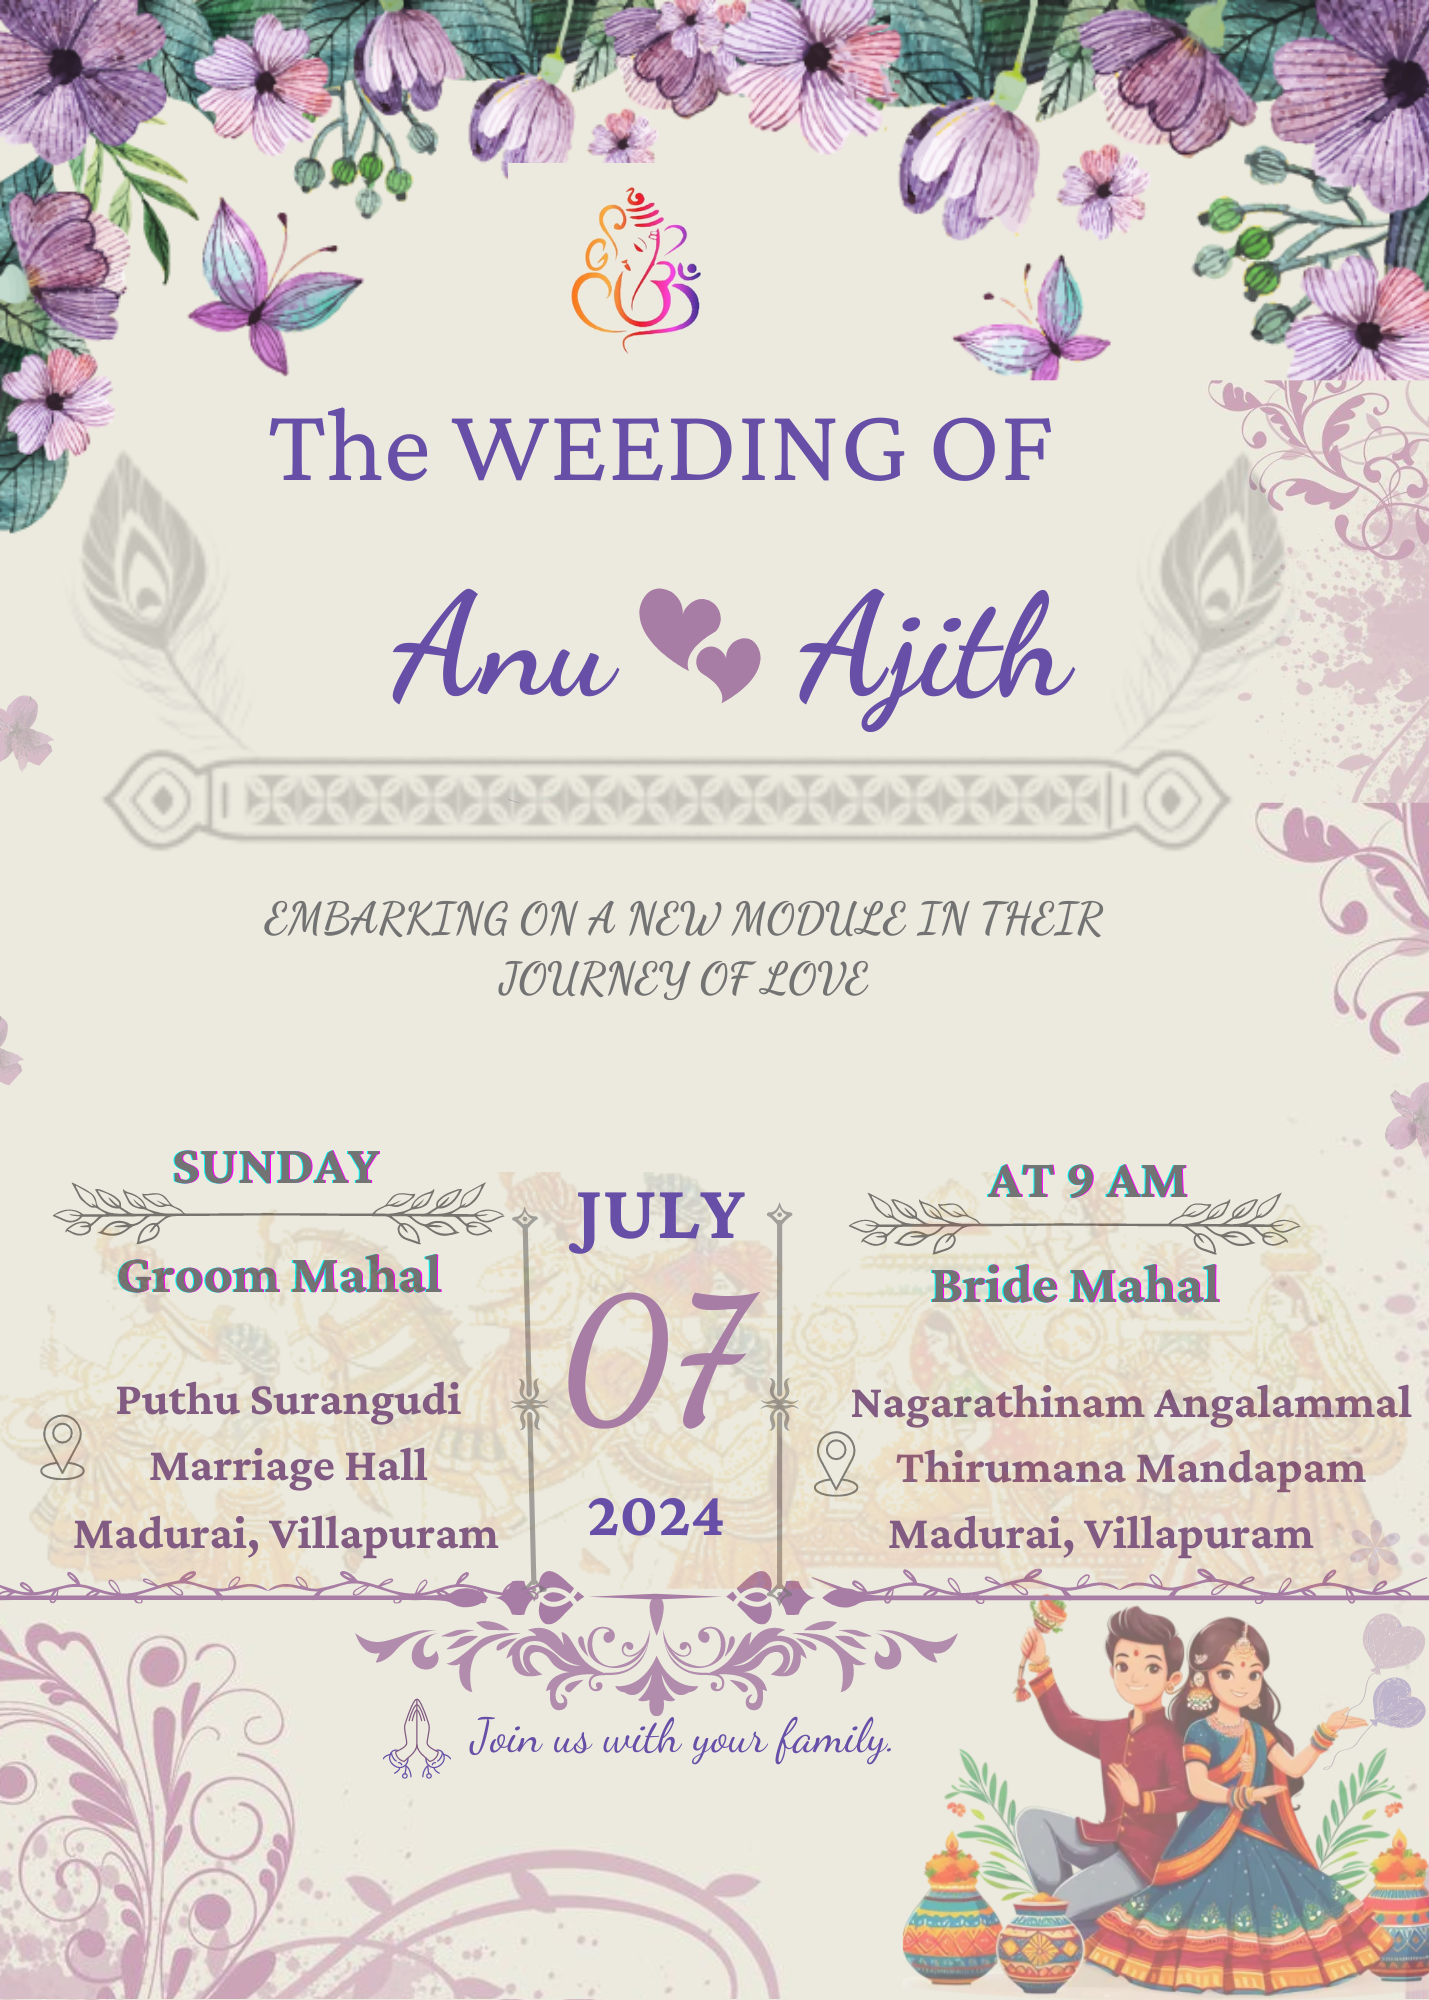 The WEEDING OF
Anu Ajith
EMBARKING ON A NEW MODULE IN THEIR
JOURNEY OF LOVE
SUNDAY
Groom Mahal
Puthu Surangudi
Marriage Hall
Madurai, Villapuram
JULY
07
2024
AT 9 AM
Bride Mahal
Nagarathinam Angalammal
Thirumana Mandapam
Madurai, Villapuram
Join us with your family.